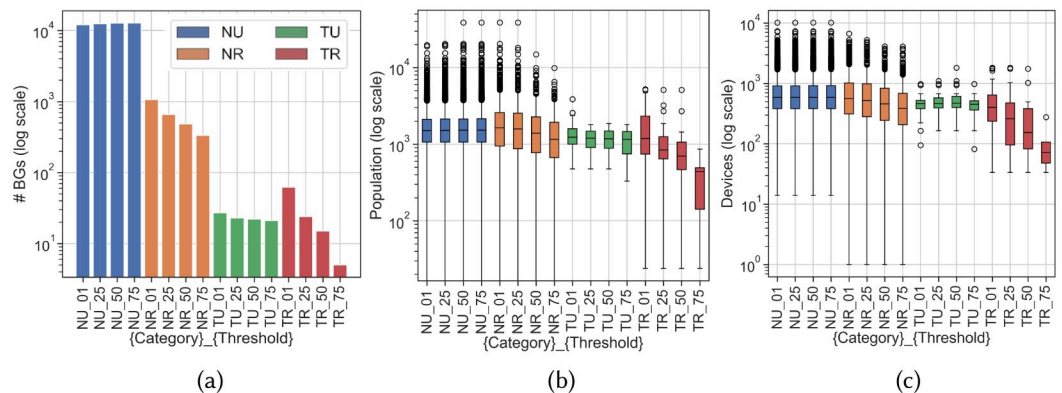 # BGs (log scale)
10^4
10^3
10^2
10^1
NU
NR
TU
TR
NU_01
NU_25
NU_50
NU_75
NR_01
NR_25
NR_50
NR_75
TU_01
TU_25
TU_50
TU_75
TR_01
TR_25
TR_50
TR_75
{Category}_{Threshold}
(a)
Population (log scale)
10^4
10^3
10^2
NU_01
NU_25
NU_50
NU_75
NR_01
NR_25
NR_50
NR_75
TU_01
TU_25
TU_50
TU_75
TR_01
TR_25
TR_50
TR_75
{Category}_{Threshold}
(b)
Devices (log scale)
10^4
10^3
10^2
10^1
10^0
NU_01
NU_25
NU_50
NU_75
NR_01
NR_25
NR_50
NR_75
TU_01
TU_25
TU_50
TU_75
TR_01
TR_25
TR_50
TR_75
{Category}_{Threshold}
(c)